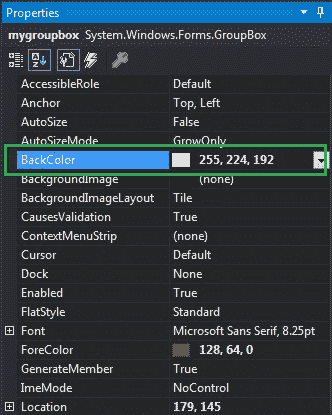 Properties
mygroupbox System.Windows.Forms.GroupBox
AccessibleRole Default
Anchor Top, Left
AutoSize False
AutoSizeMode GrowOnly
BackColor 255, 224, 192
BackgroundImage (none)
BackgroundImageLayout Tile
CausesValidation True
ContextMenuStrip (none)
Cursor Default
Dock None
Enabled True
FlatStyle Standard
Font Microsoft Sans Serif, 8.25pt
ForeColor 128, 64, 0
GenerateMember True
ImeMode NoControl
Location 179, 145